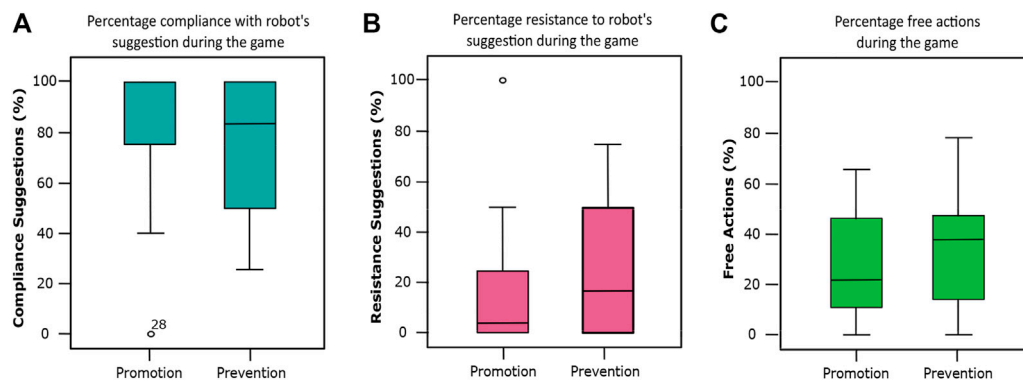 A
Percentage compliance with robot's
suggestion during the game
Compliance Suggestions (%)
100
80
60
40
20
0
28
Promotion
Prevention
B
Percentage resistance to robot's
suggestion during the game
Resistance Suggestions (%)
100
80
60
40
20
0
Promotion
Prevention
C
Percentage free actions
during the game
Free Actions (%)
100
80
60
40
20
0
Promotion
Prevention